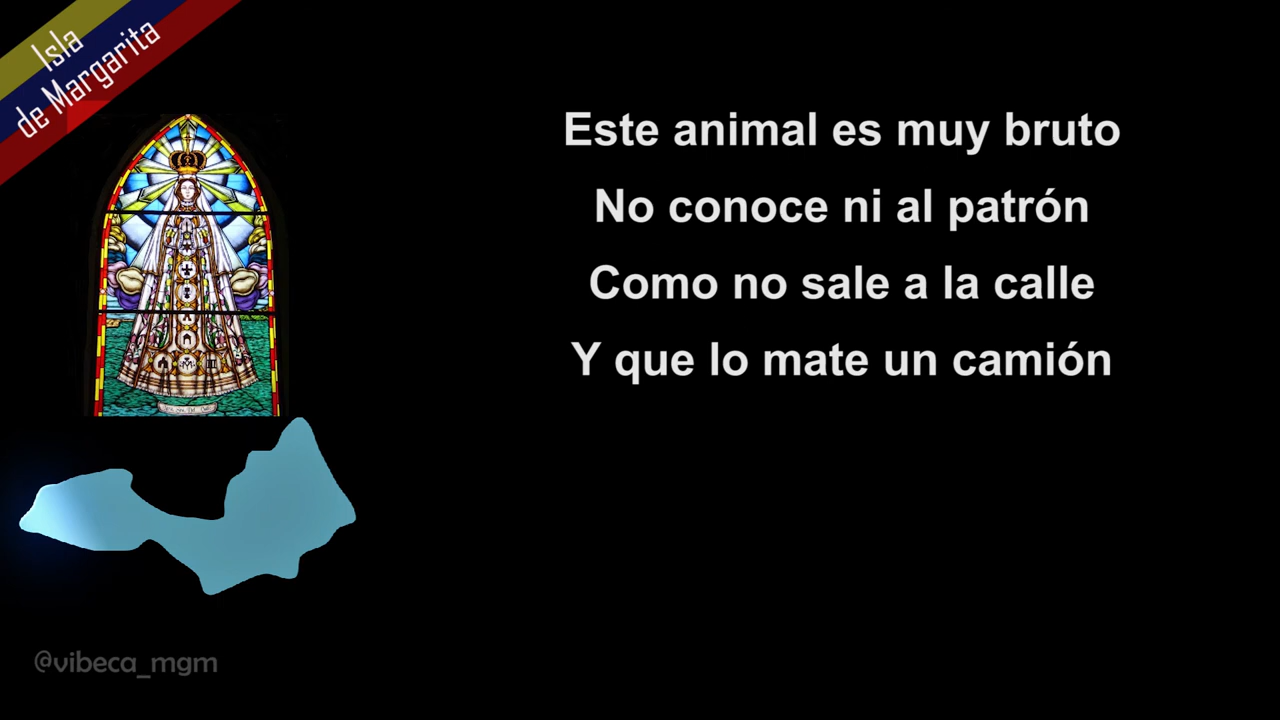 Isla
de Margarita
Este animal es muy bruto
No conoce ni al patrón
Como no sale a la calle
Y que lo mate un camión
@vibeca_mgm